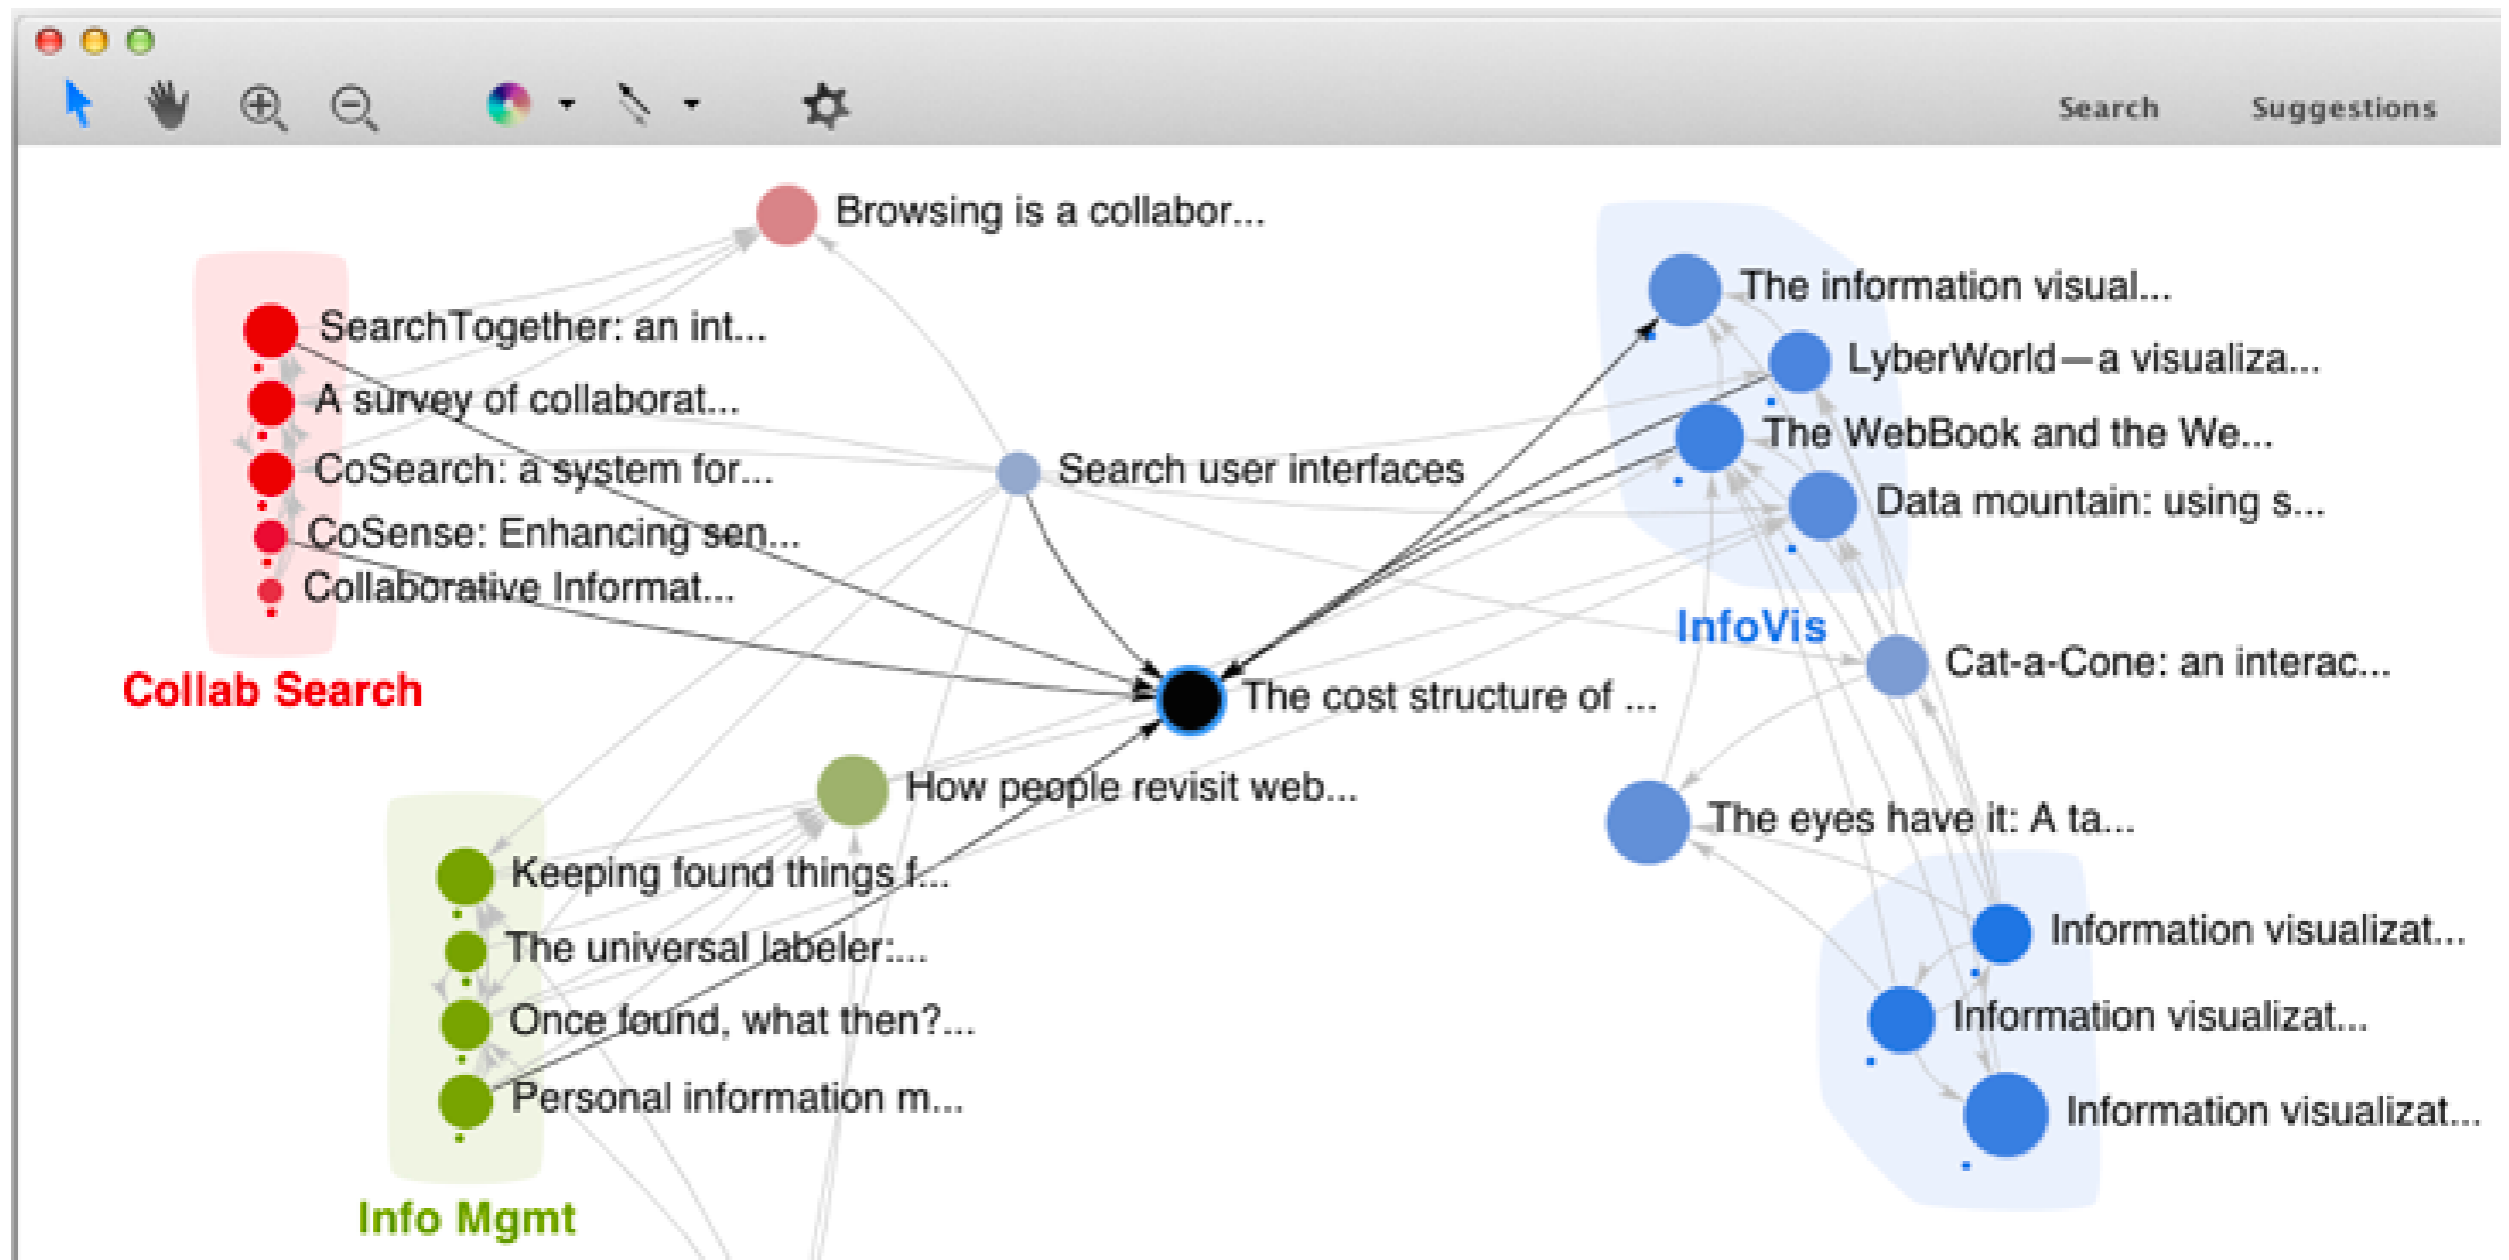 Search Suggestions
Browsing is a collabor...
SearchTogether: an int...
A survey of collaborat...
CoSearch: a system for...
CoSense: Enhancing sen...
Collaborative Informat...
Collab Search
Search user interfaces
The information visual...
LyberWorld—a visualiza...
The WebBook and the We...
Data mountain: using s...
InfoVis
Cat-a-Cone: an interac...
The cost structure of ...
How people revisit web...
The eyes have it: A ta...
Keeping found things f...
The universal labeler:...
Once found, what then?...
Personal information m...
Info Mgmt
Information visualizat...
Information visualizat...
Information visualizat...